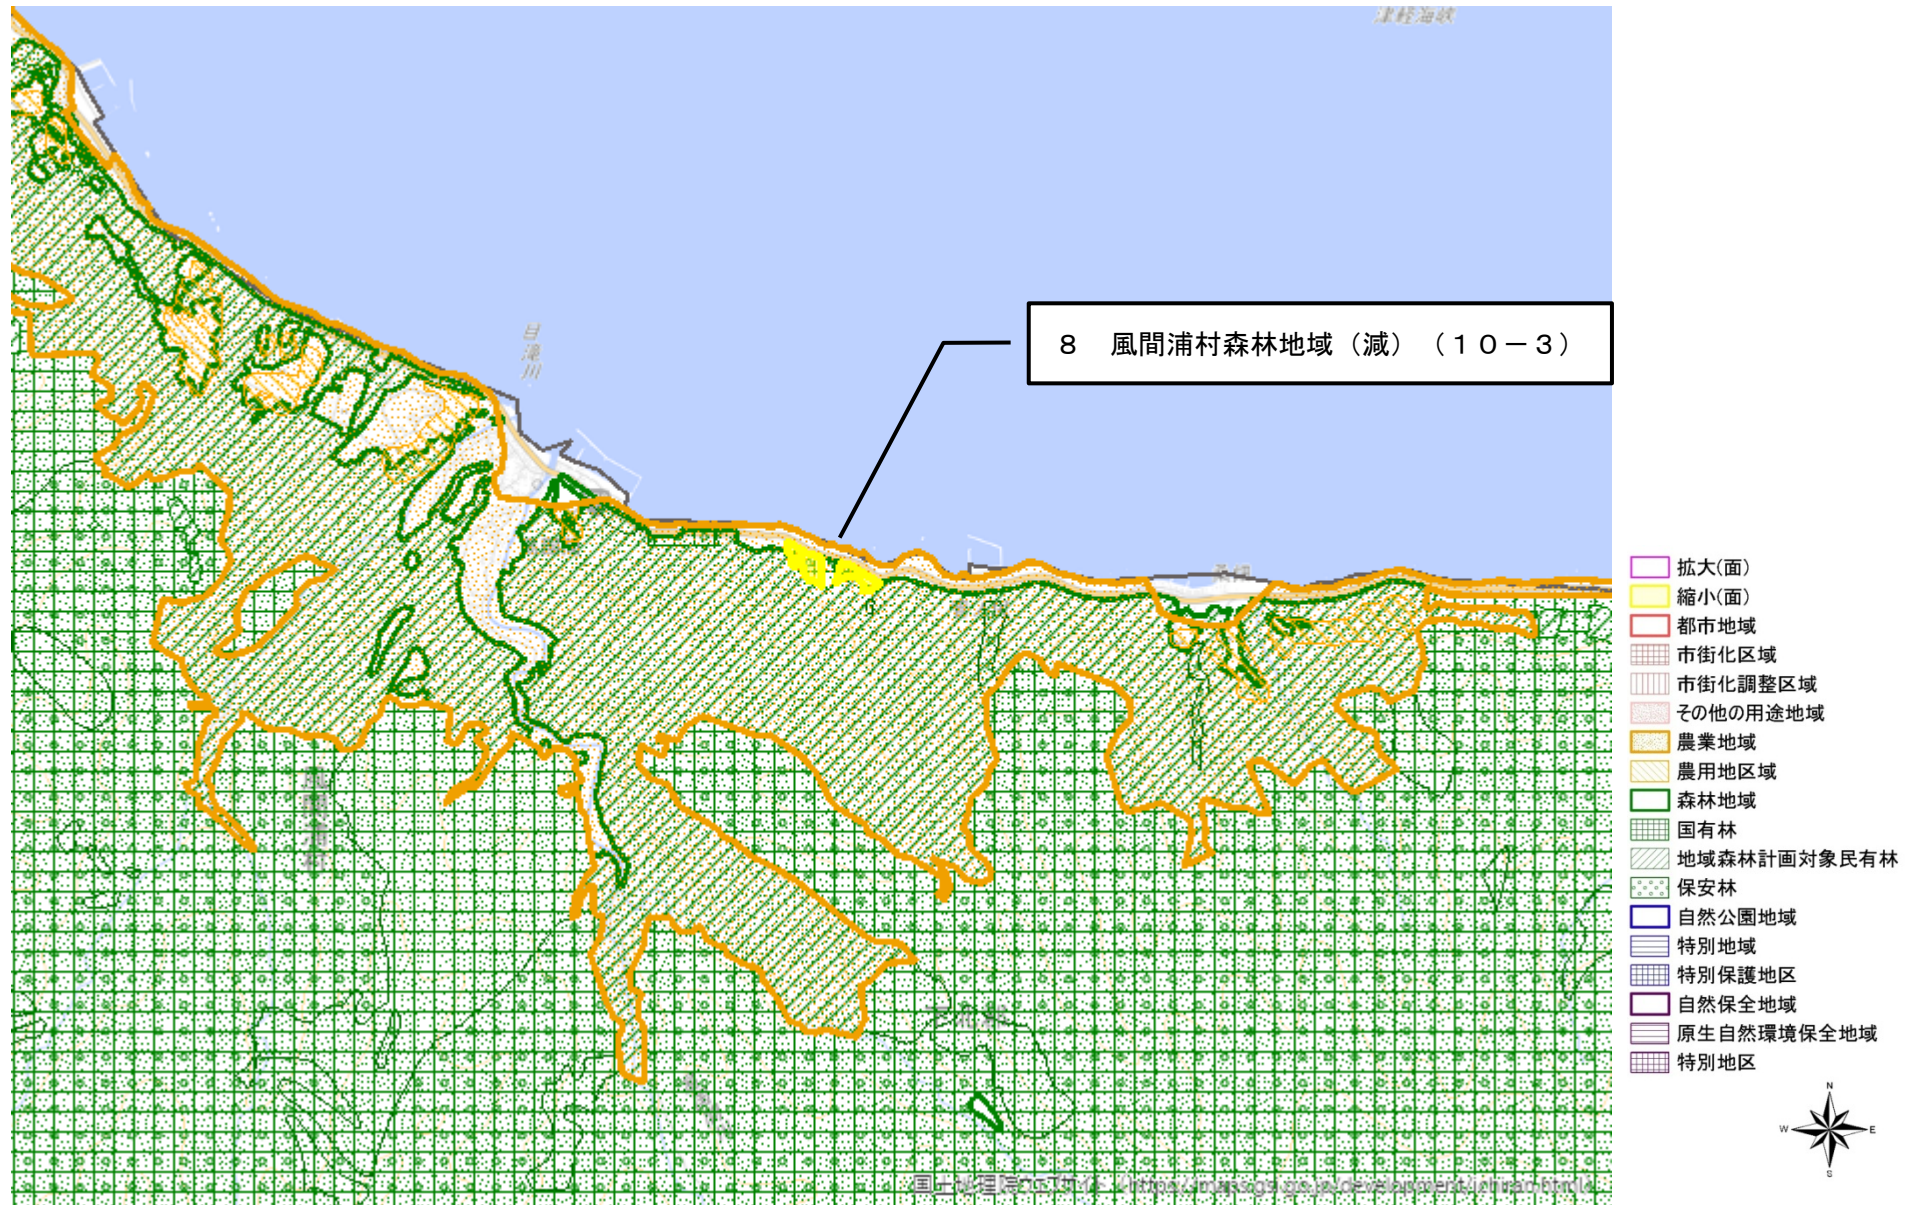 津軽海峡
目滝川
8 風間浦村森林地域（減）（１０－３）
拡大(面)
縮小(面)
都市地域
市街化区域
市街化調整区域
その他の用途地域
農業地域
農用地区域
森林地域
国有林
地域森林計画対象民有林
保安林
自然公園地域
特別地域
特別保護地区
自然保全地域
原生自然環境保全地域
特別地区
N
W
E
S